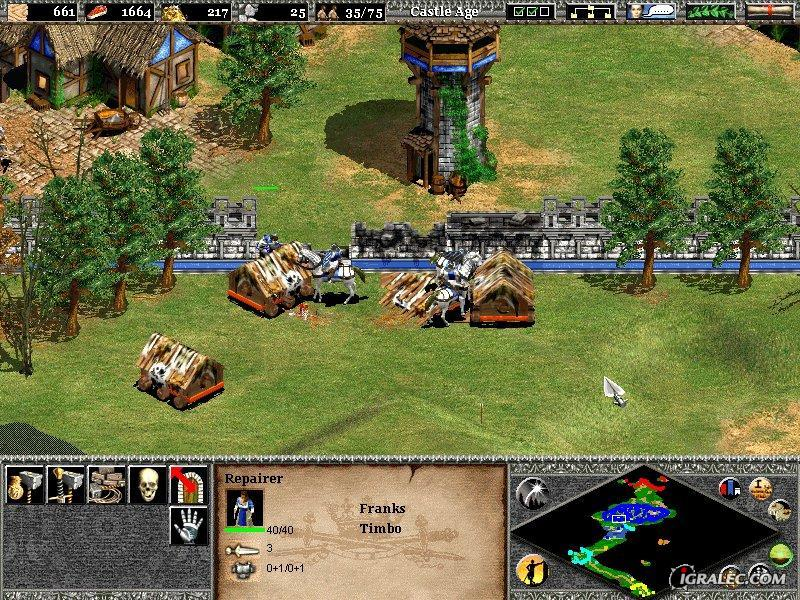 661 1664 217 25 35/75 Castle Age
Repairer
Franks
Timbo
40/40
3
0+1/0+1
IGRALEC.COM